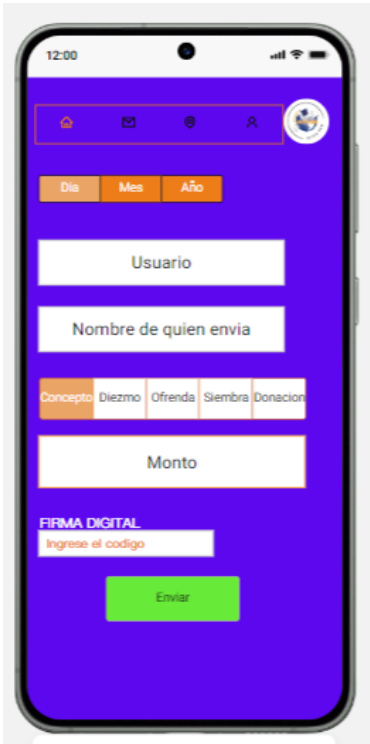 12:00
Día Mes Año
Usuario
Nombre de quien envia
Concepto Diezmo Ofrenda Siembra Donacion
Monto
FIRMA DIGITAL
Ingrese el codigo
Enviar